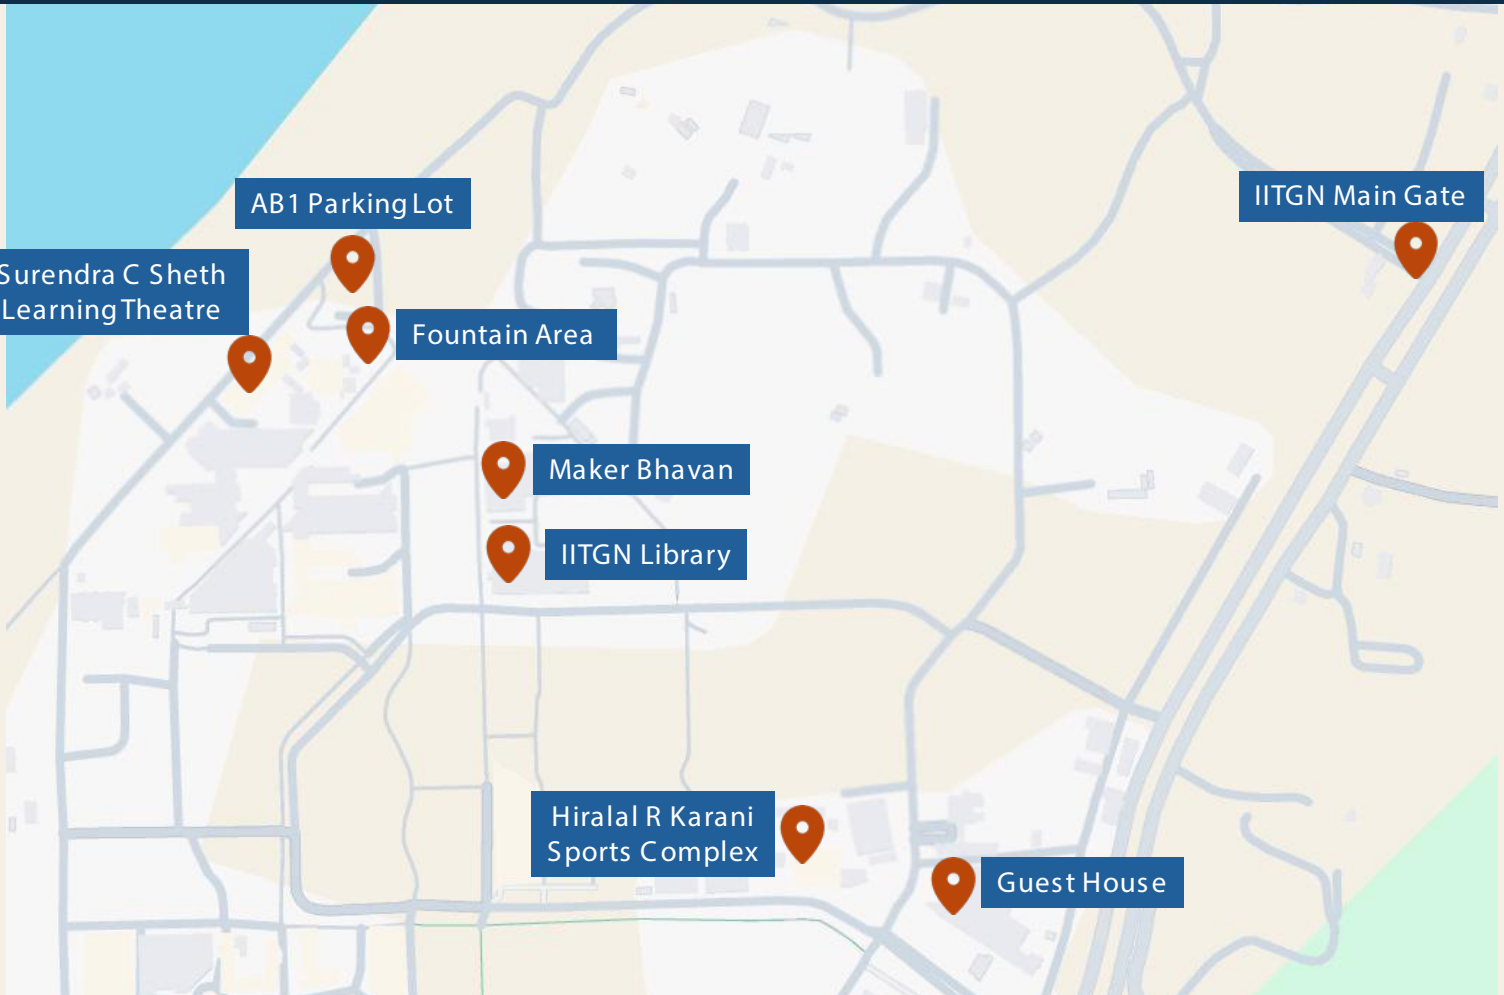 AB1 Parking Lot
IITGN Main Gate
Surendra C Sheth
Learning Theatre
Fountain Area
Maker Bhavan
IITGN Library
Hiralal R Karani
Sports Complex
Guest House